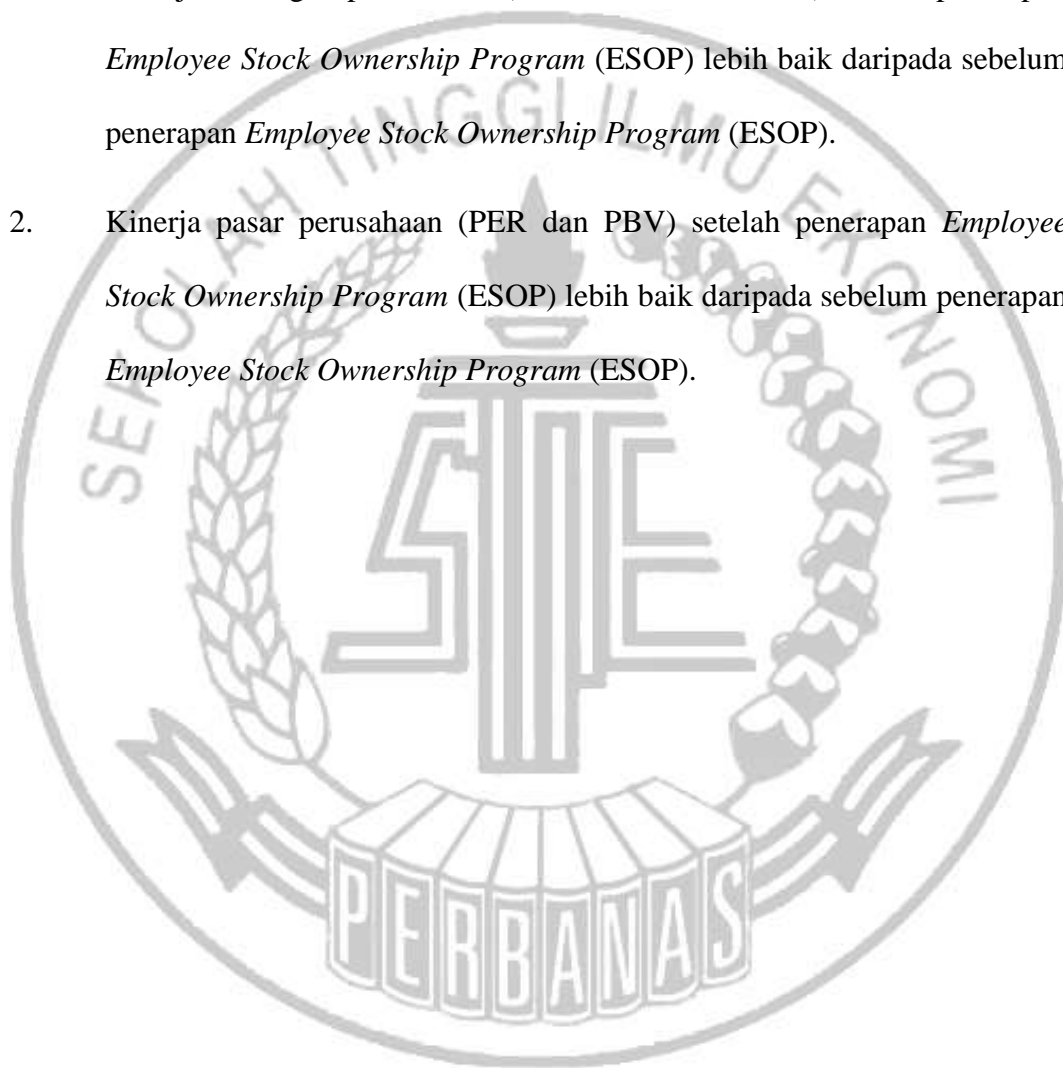 Employee Stock Ownership Program (ESOP) lebih baik daripada sebelum
penerapan Employee Stock Ownership Program (ESOP).
2. Kinerja pasar perusahaan (PER dan PBV) setelah penerapan Employee
Stock Ownership Program (ESOP) lebih baik daripada sebelum penerapan
Employee Stock Ownership Program (ESOP).
SEKOLAH TINGGI ILMU EKONOMI
STIE
PERBANAS